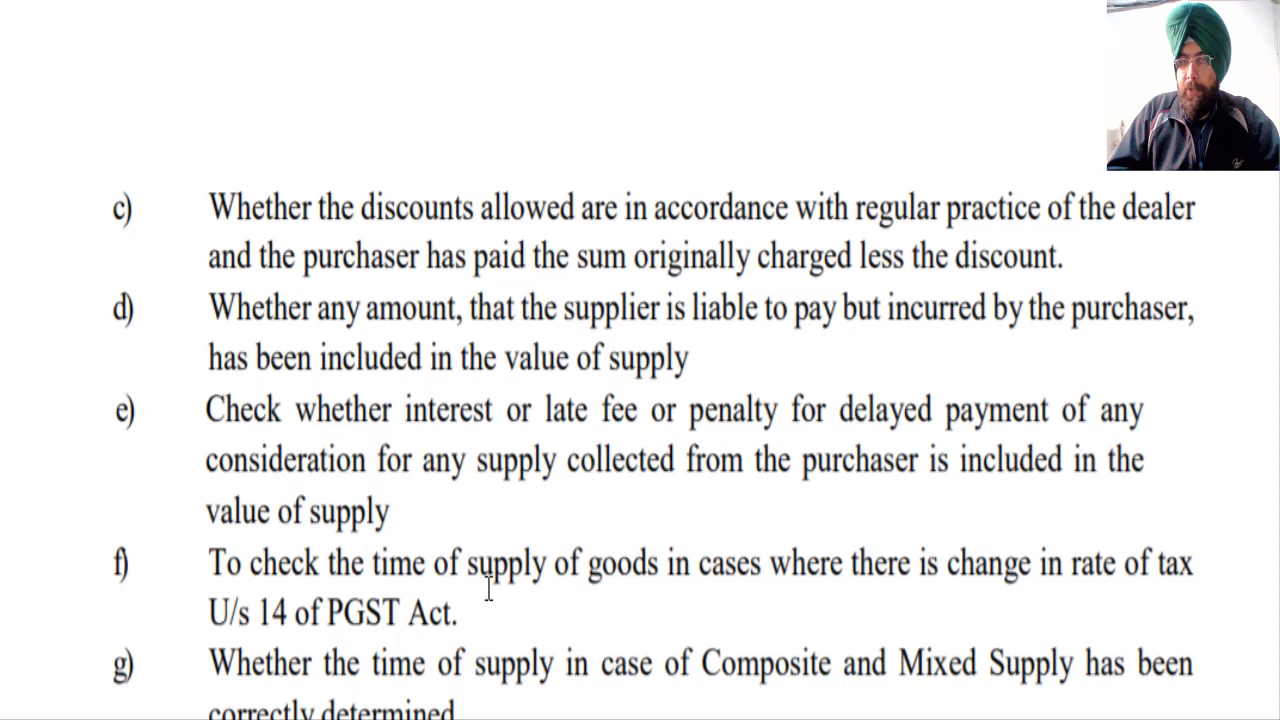 c) Whether the discounts allowed are in accordance with regular practice of the dealer
and the purchaser has paid the sum originally charged less the discount.
d) Whether any amount, that the supplier is liable to pay but incurred by the purchaser,
has been included in the value of supply
e) Check whether interest or late fee or penalty for delayed payment of any
consideration for any supply collected from the purchaser is included in the
value of supply
f) To check the time of supply of goods in cases where there is change in rate of tax
U/s 14 of PGST Act.
g) Whether the time of supply in case of Composite and Mixed Supply has been
correctly determined